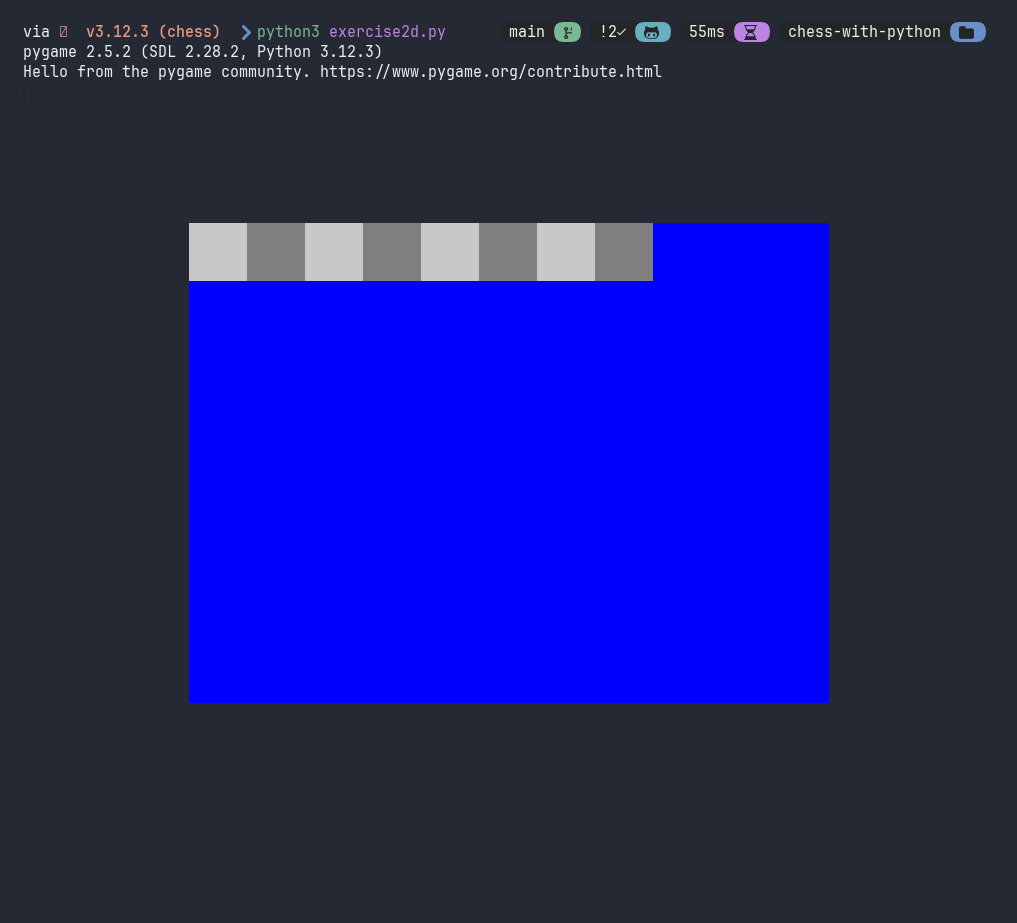 via v3.12.3 (chess) python3 exercise2d.py main !2✓ 55ms chess-with-python
pygame 2.5.2 (SDL 2.28.2, Python 3.12.3)
Hello from the pygame community. https://www.pygame.org/contribute.html